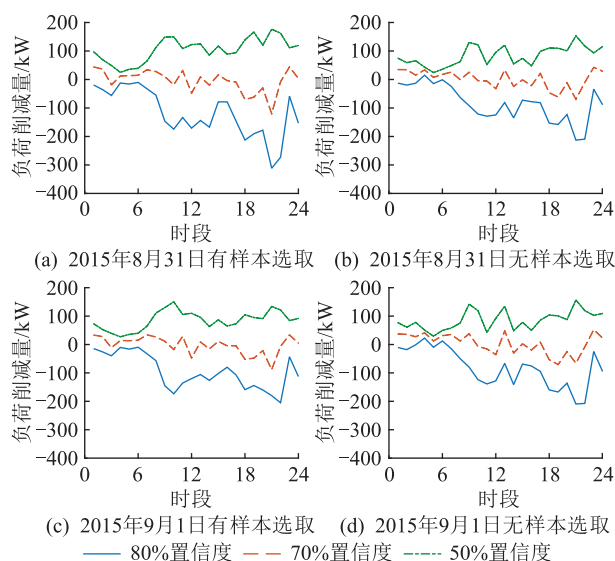 负荷削减量/kW
200
100
0
−100
−200
−300
−400
0 6 12 18 24
时段
(a) 2015年8月31日有样本选取
负荷削减量/kW
200
100
0
−100
−200
−300
−400
0 6 12 18 24
时段
(b) 2015年8月31日无样本选取
负荷削减量/kW
200
100
0
−100
−200
−300
−400
0 6 12 18 24
时段
(c) 2015年9月1日有样本选取
负荷削减量/kW
200
100
0
−100
−200
−300
−400
0 6 12 18 24
时段
(d) 2015年9月1日无样本选取
80%置信度 70%置信度 50%置信度